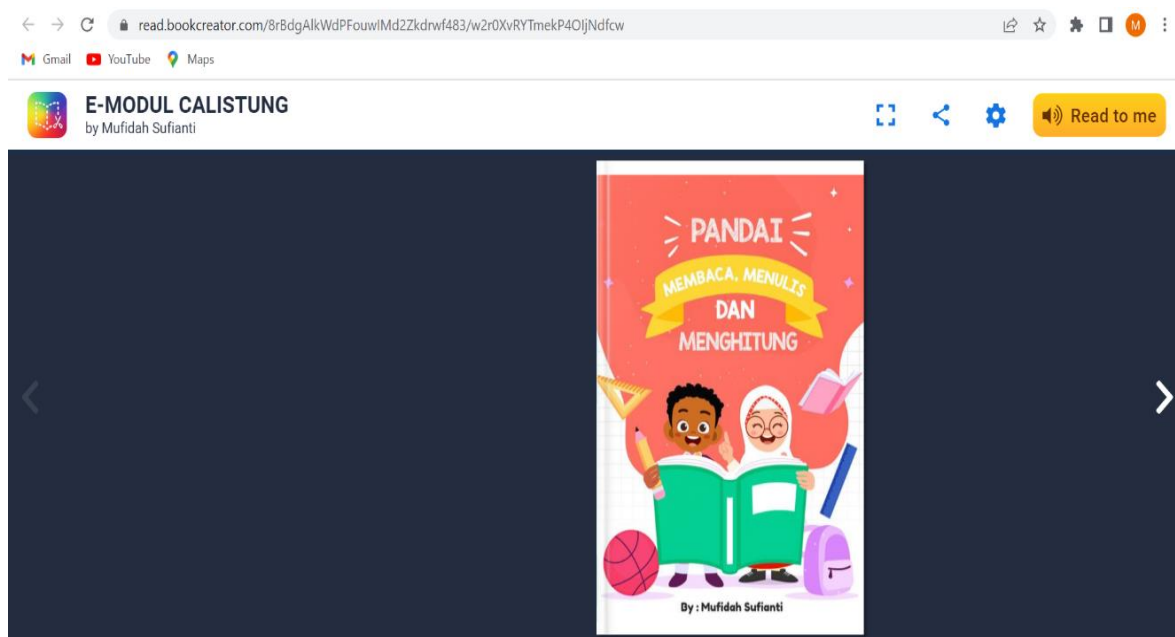 read.bookcreator.com/8rBdgAlkWdPFouwIMd2Zkdrwf483/w2r0XvRYTmekP4OIjNdfcw
M
Gmail YouTube Maps
E-MODUL CALISTUNG
by Mufidah Sufianti
Read to me
PANDAI
MEMBACA, MENULIS
DAN
MENGHITUNG
By : Mufidah Sufianti